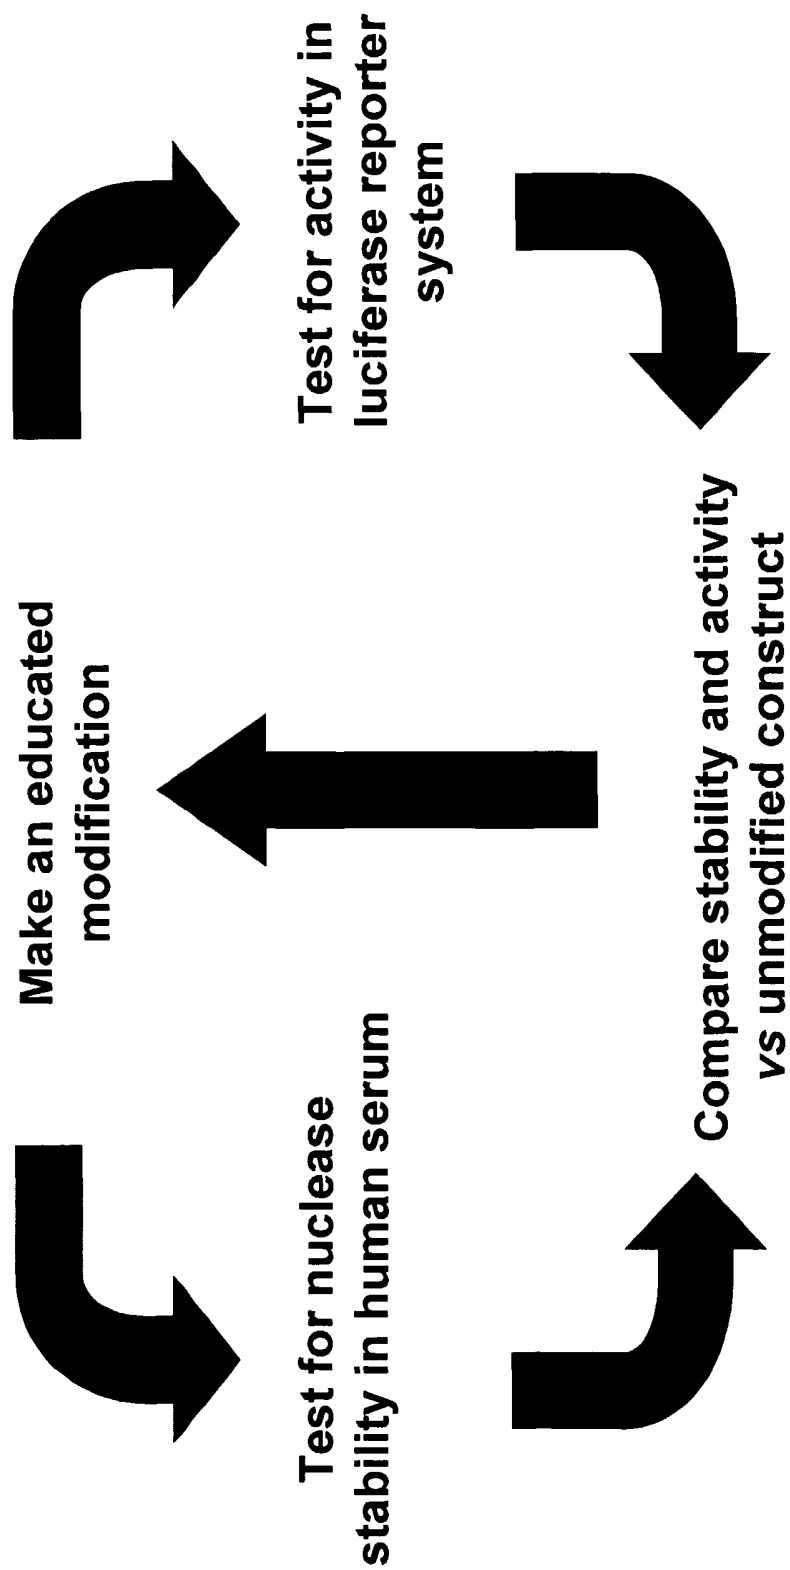 Make an educated
modification
Test for nuclease
stability in human serum
Test for activity in
luciferase reporter
system
Compare stability and activity
vs unmodified construct